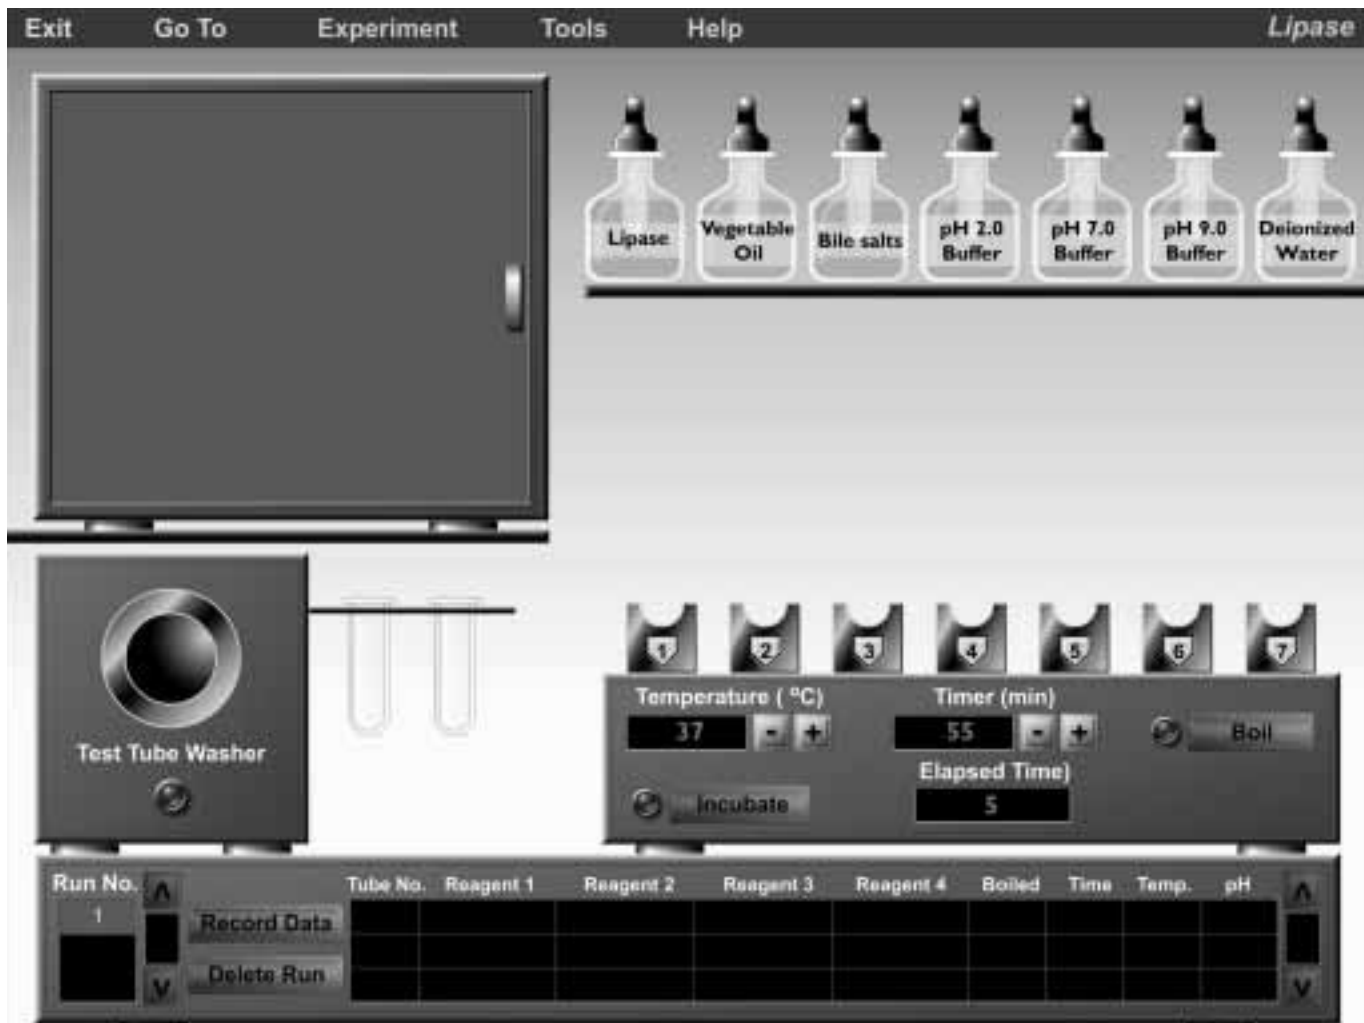 Exit Go To Experiment Tools Help Lipase
Lipase
Vegetable
Oil
Bile salts
pH 2.0
Buffer
pH 7.0
Buffer
pH 9.0
Buffer
Deionized
Water
1 2 3 4 5 6 7
Test Tube Washer
Temperature ( °C) Timer (min)
37 - + 55 - + Boil
Elapsed Time)
Incubate 5
Run No. Tube No. Reagent 1 Reagent 2 Reagent 3 Reagent 4 Boiled Time Temp. pH
1
Record Data
Delete Run